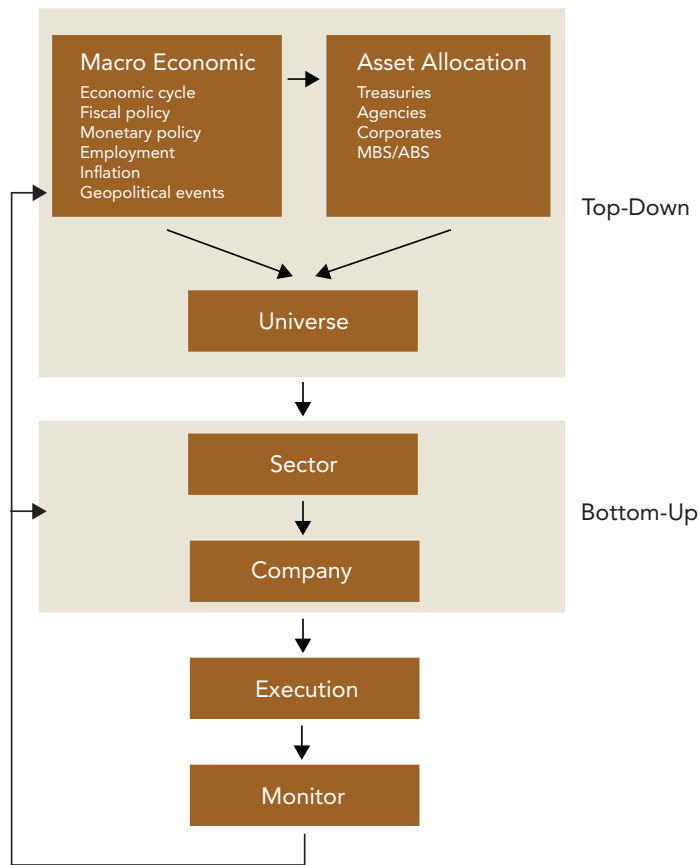 Macro Economic
Economic cycle
Fiscal policy
Monetary policy
Employment
Inflation
Geopolitical events
Asset Allocation
Treasuries
Agencies
Corporates
MBS/ABS
Top-Down
Universe
Sector
Bottom-Up
Company
Execution
Monitor